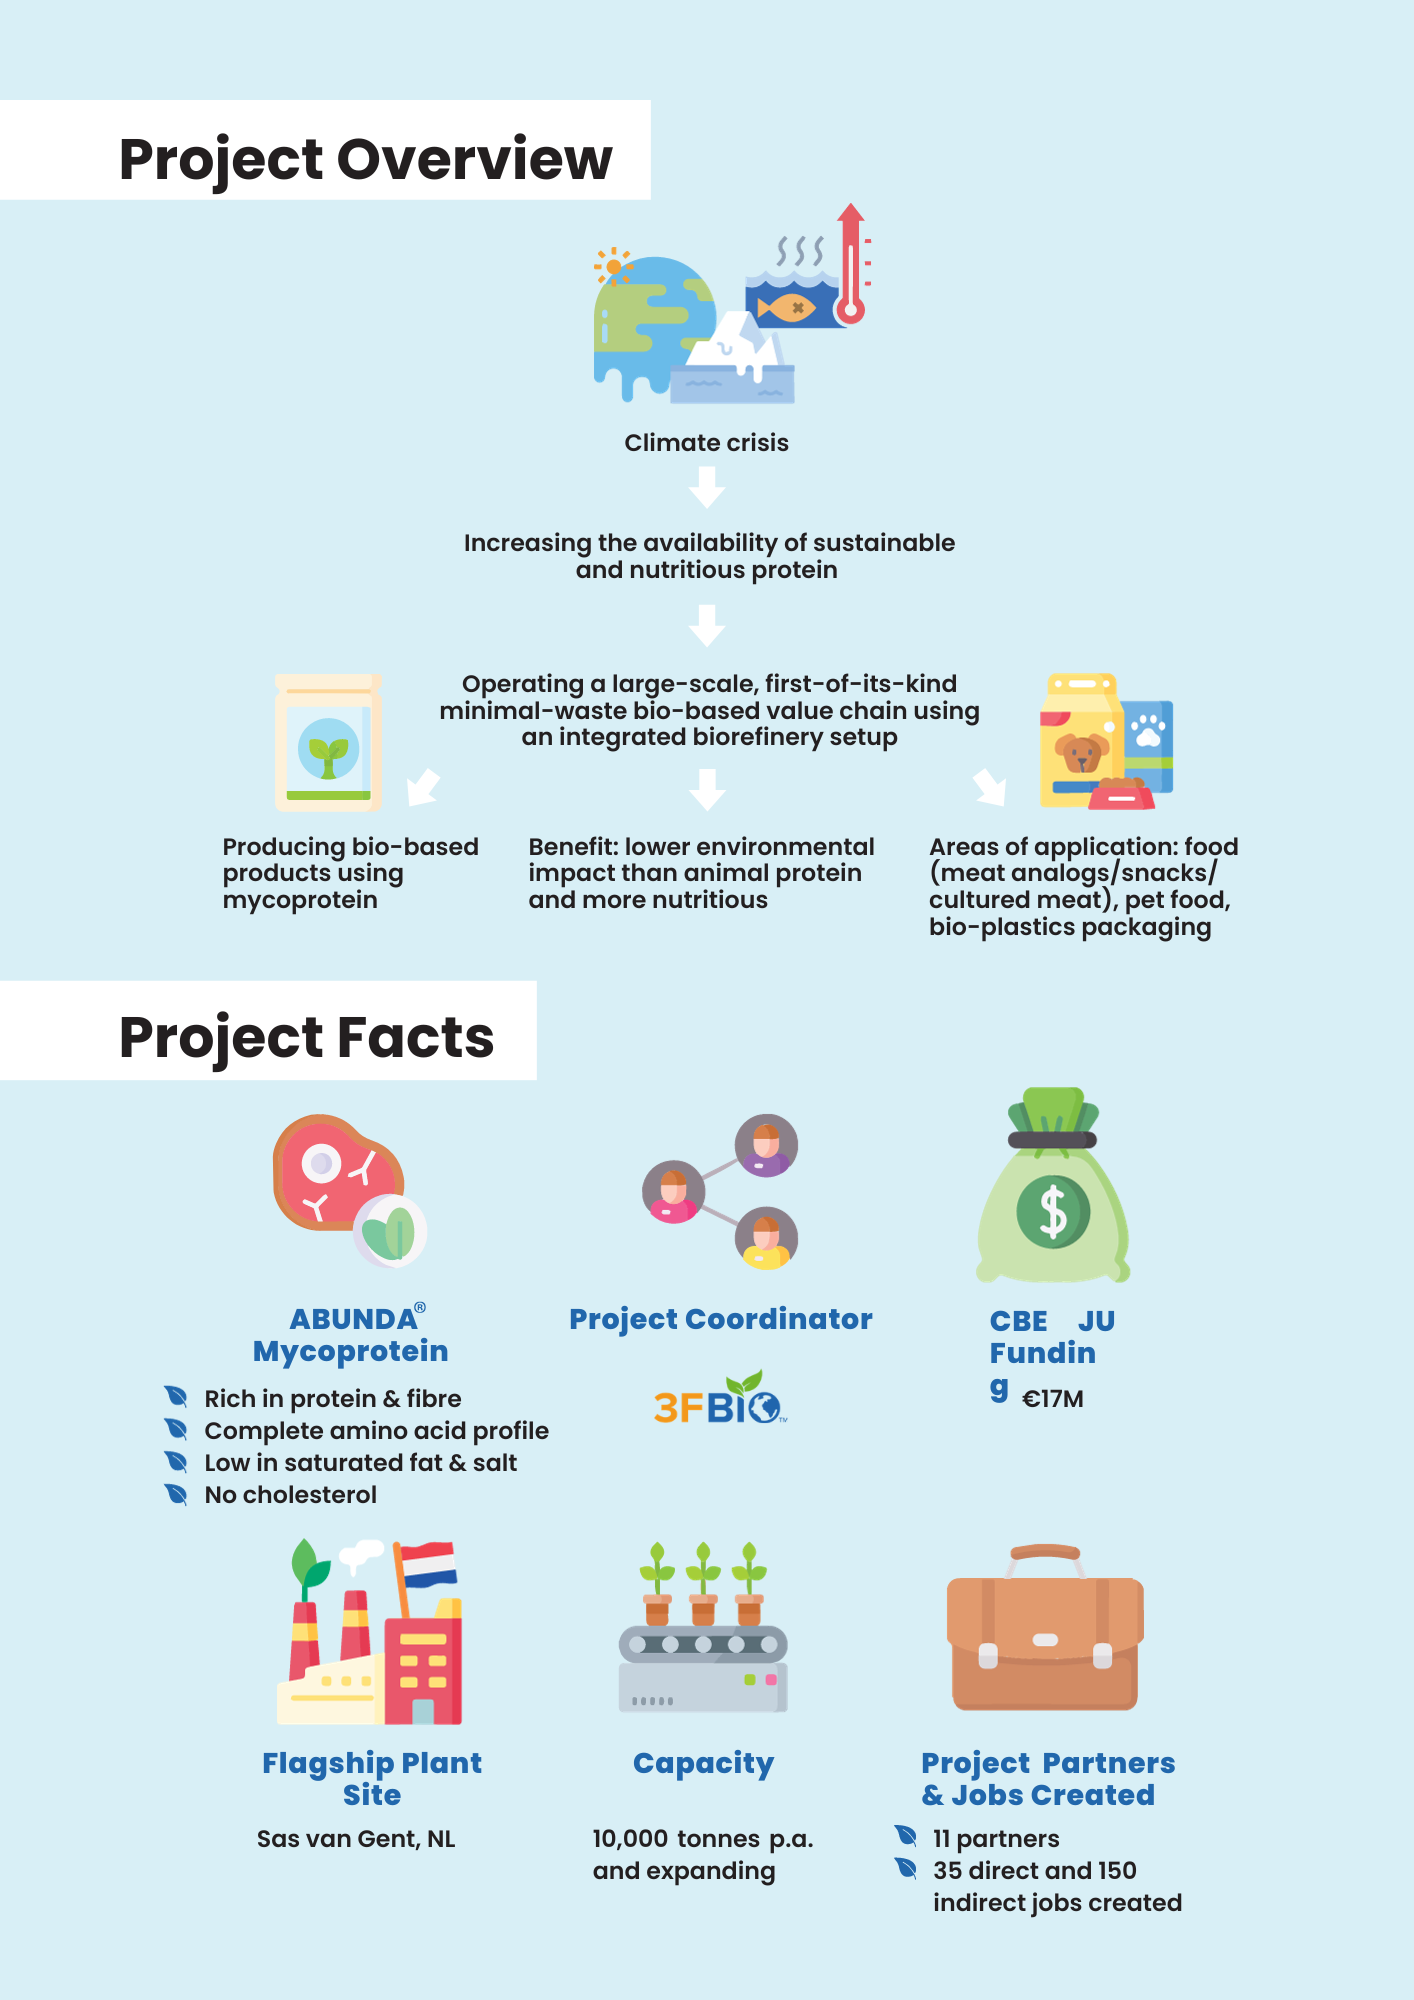 Project Overview
Climate crisis
Increasing the availability of sustainable
and nutritious protein
Operating a large-scale, first-of-its-kind
minimal-waste bio-based value chain using
an integrated biorefinery setup
Producing bio-based
products using
mycoprotein
Benefit: lower environmental
impact than animal protein
and more nutritious
Areas of application: food
(meat analogs/snacks/
cultured meat), pet food,
bio-plastics packaging
Project Facts
$
ABUNDA®
Mycoprotein
Rich in protein & fibre
Complete amino acid profile
Low in saturated fat & salt
No cholesterol
Project Coordinator
3FBIO™
CBE JU
Fundin
g
€17M
Flagship Plant
Site
Sas van Gent, NL
Capacity
10,000 tonnes p.a.
and expanding
Project Partners
& Jobs Created
11 partners
35 direct and 150
indirect jobs created